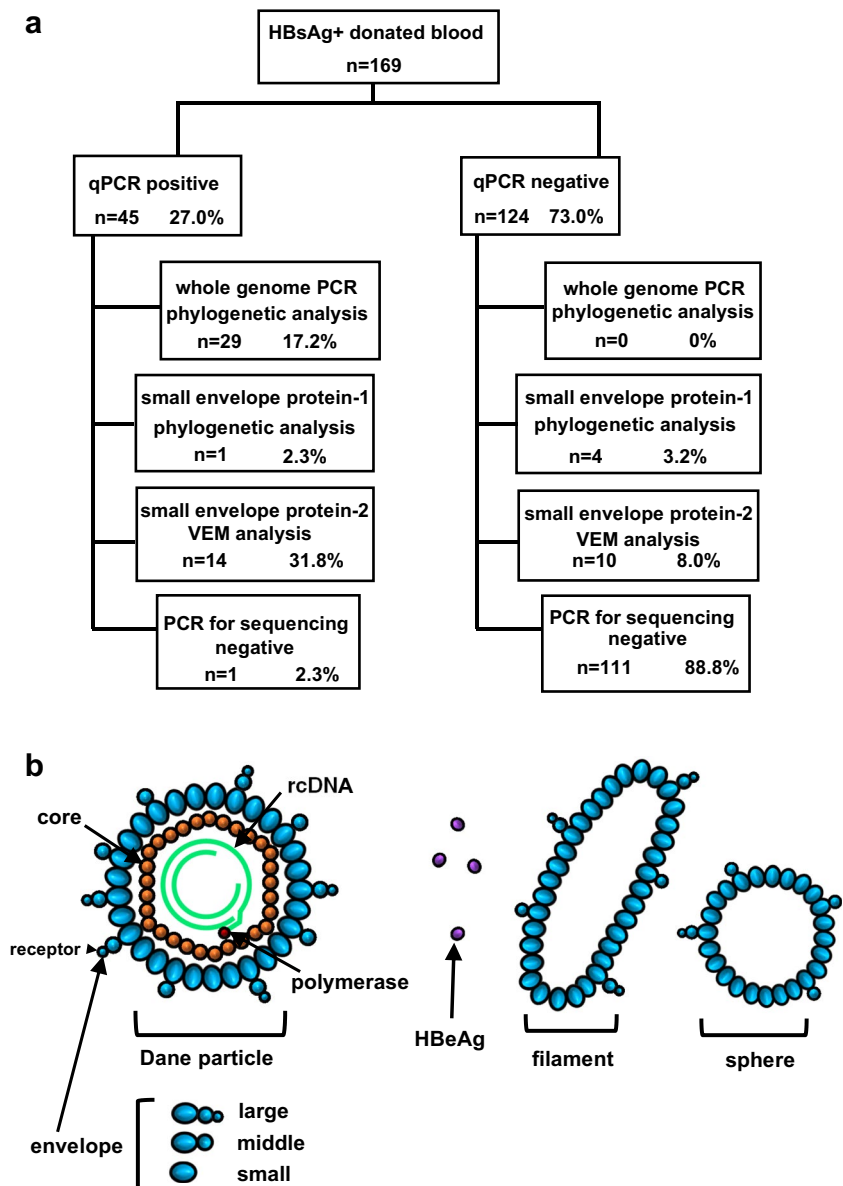 a
HBsAg+ donated blood
n=169
qPCR positive
n=45 27.0%
qPCR negative
n=124 73.0%
whole genome PCR
phylogenetic analysis
n=29 17.2%
whole genome PCR
phylogenetic analysis
n=0 0%
small envelope protein-1
phylogenetic analysis
n=1 2.3%
small envelope protein-1
phylogenetic analysis
n=4 3.2%
small envelope protein-2
VEM analysis
n=14 31.8%
small envelope protein-2
VEM analysis
n=10 8.0%
PCR for sequencing
negative
n=1 2.3%
PCR for sequencing
negative
n=111 88.8%
b
rcDNA
core
receptor
polymerase
Dane particle
HBeAg
filament
sphere
envelope
large
middle
small